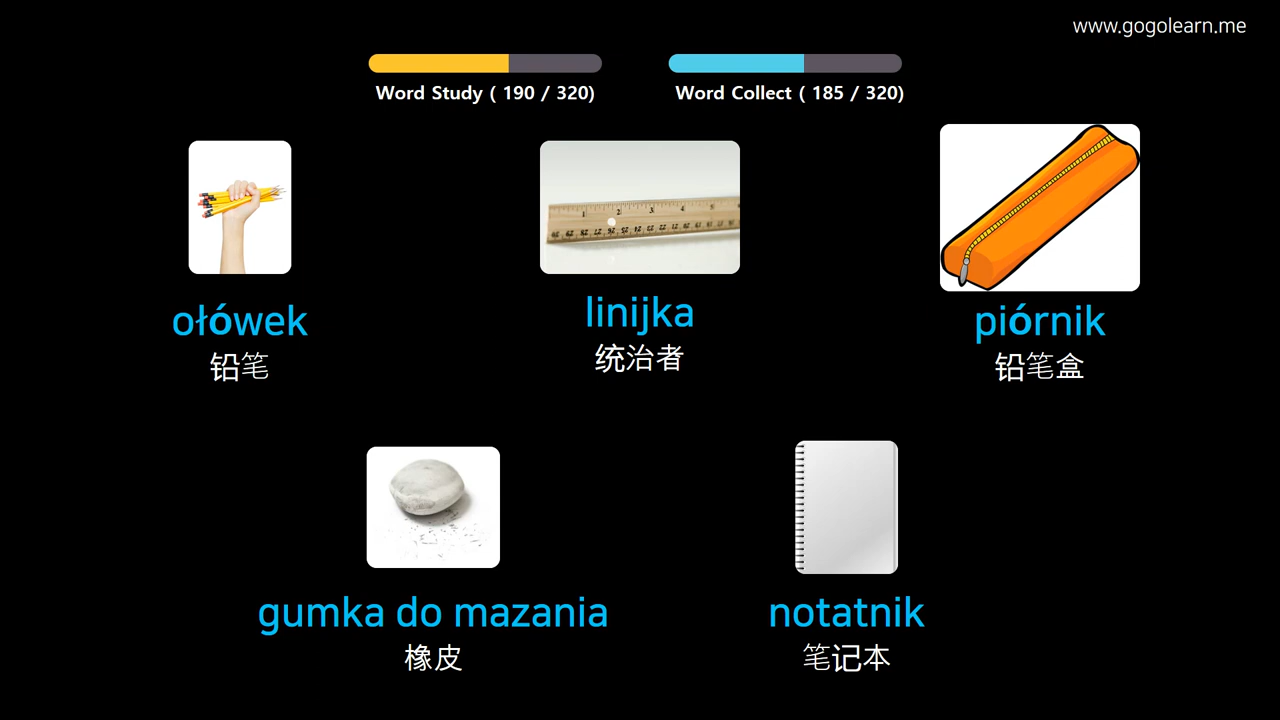 www.gogolearn.me
Word Study ( 190 / 320)
Word Collect ( 185 / 320)
ołówek
铅笔
linijka
统治者
piórnik
铅笔盒
gumka do mazania
橡皮
notatnik
笔记本